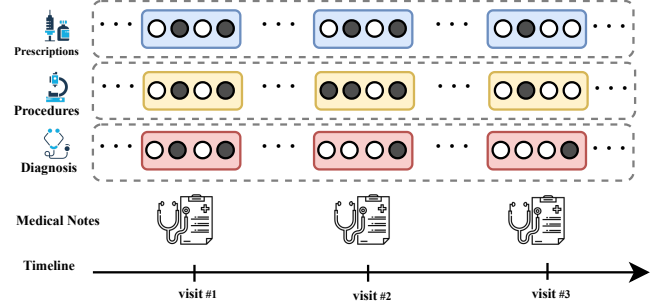 Prescriptions
Procedures
Diagnosis
Medical Notes
Timeline
visit #1
visit #2
visit #3